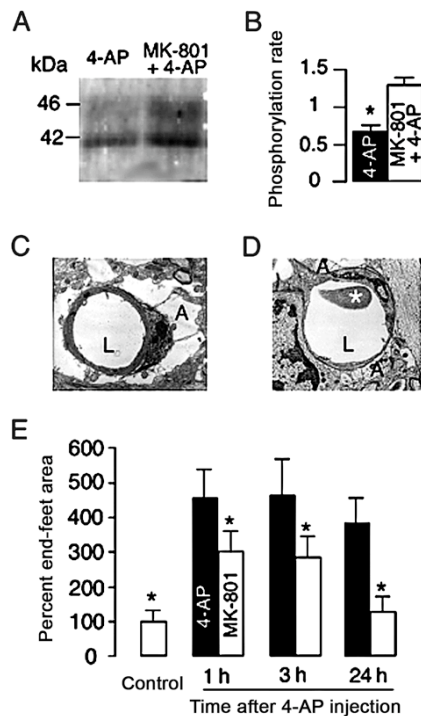 A
4-AP
MK-801
+ 4-AP
kDa
46
42
B
Phosphorylation rate
1.5
1
0.5
0
*
4-AP
MK-801
+ 4-AP
C
A
L
D
A
*
L
A
E
Percent end-feet area
600
500
400
300
200
100
0
*
*
*
*
4-AP
MK-801
Control
1 h
3 h
24 h
Time after 4-AP injection